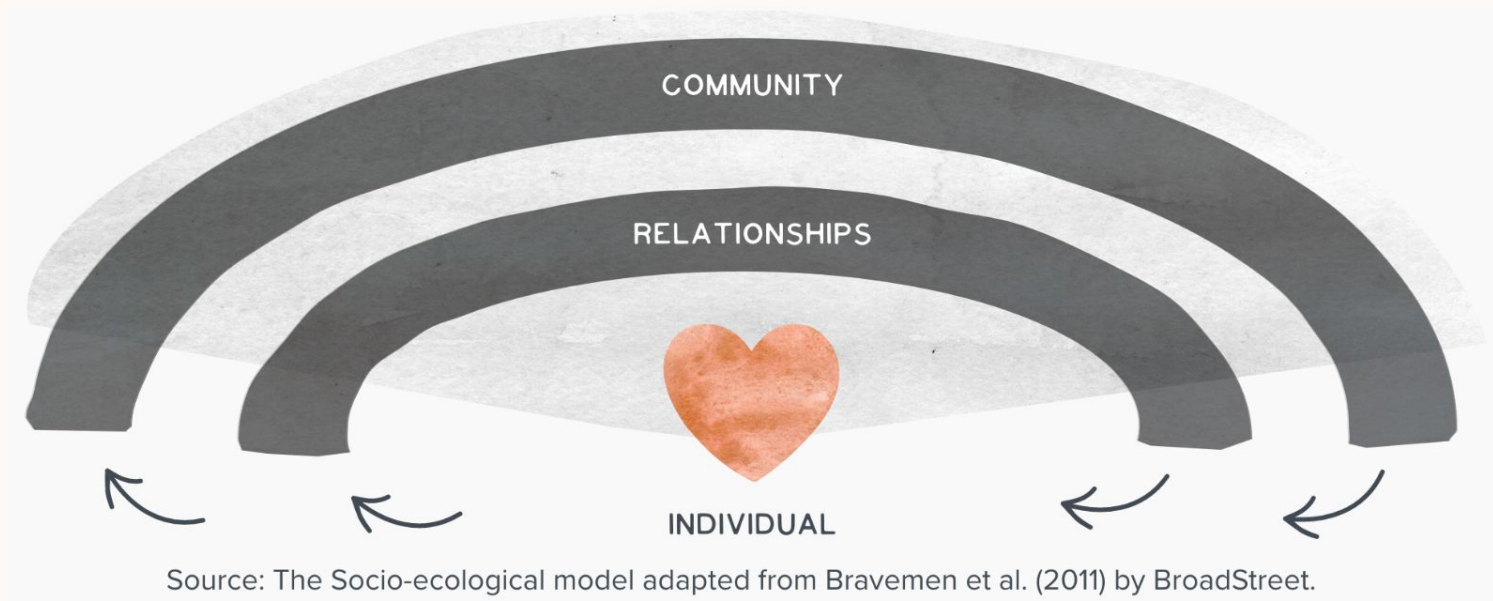 COMMUNITY
RELATIONSHIPS
INDIVIDUAL
Source: The Socio-ecological model adapted from Bravemen et al. (2011) by BroadStreet.